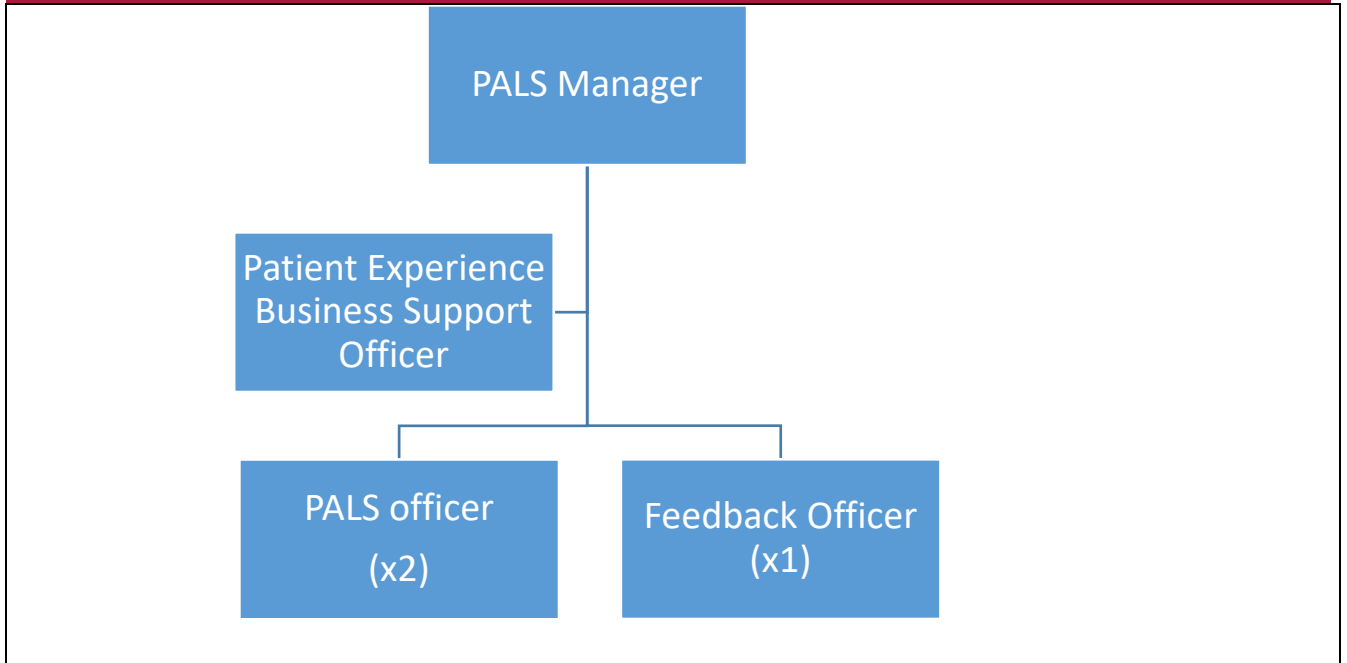 PALS Manager
Patient Experience
Business Support
Officer
PALS officer
(x2)
Feedback Officer
(x1)